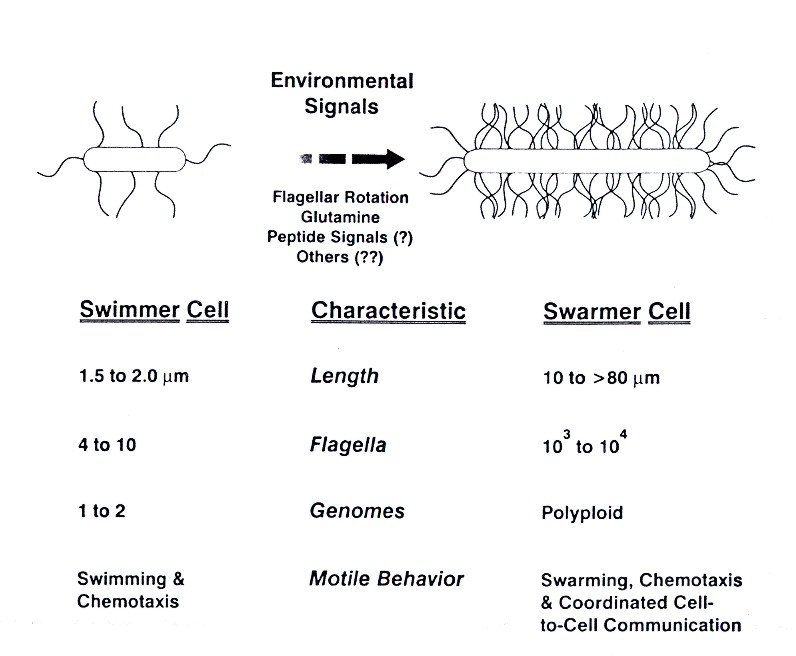 Environmental
Signals
Flagellar Rotation
Glutamine
Peptide Signals (?)
Others (??)
Swimmer Cell Characteristic Swarmer Cell
1.5 to 2.0 µm Length 10 to >80 µm
4 to 10 Flagella 10³ to 10⁴
1 to 2 Genomes Polyploid
Swimming & Motile Behavior Swarming, Chemotaxis
Chemotaxis & Coordinated Cell-
to-Cell Communication